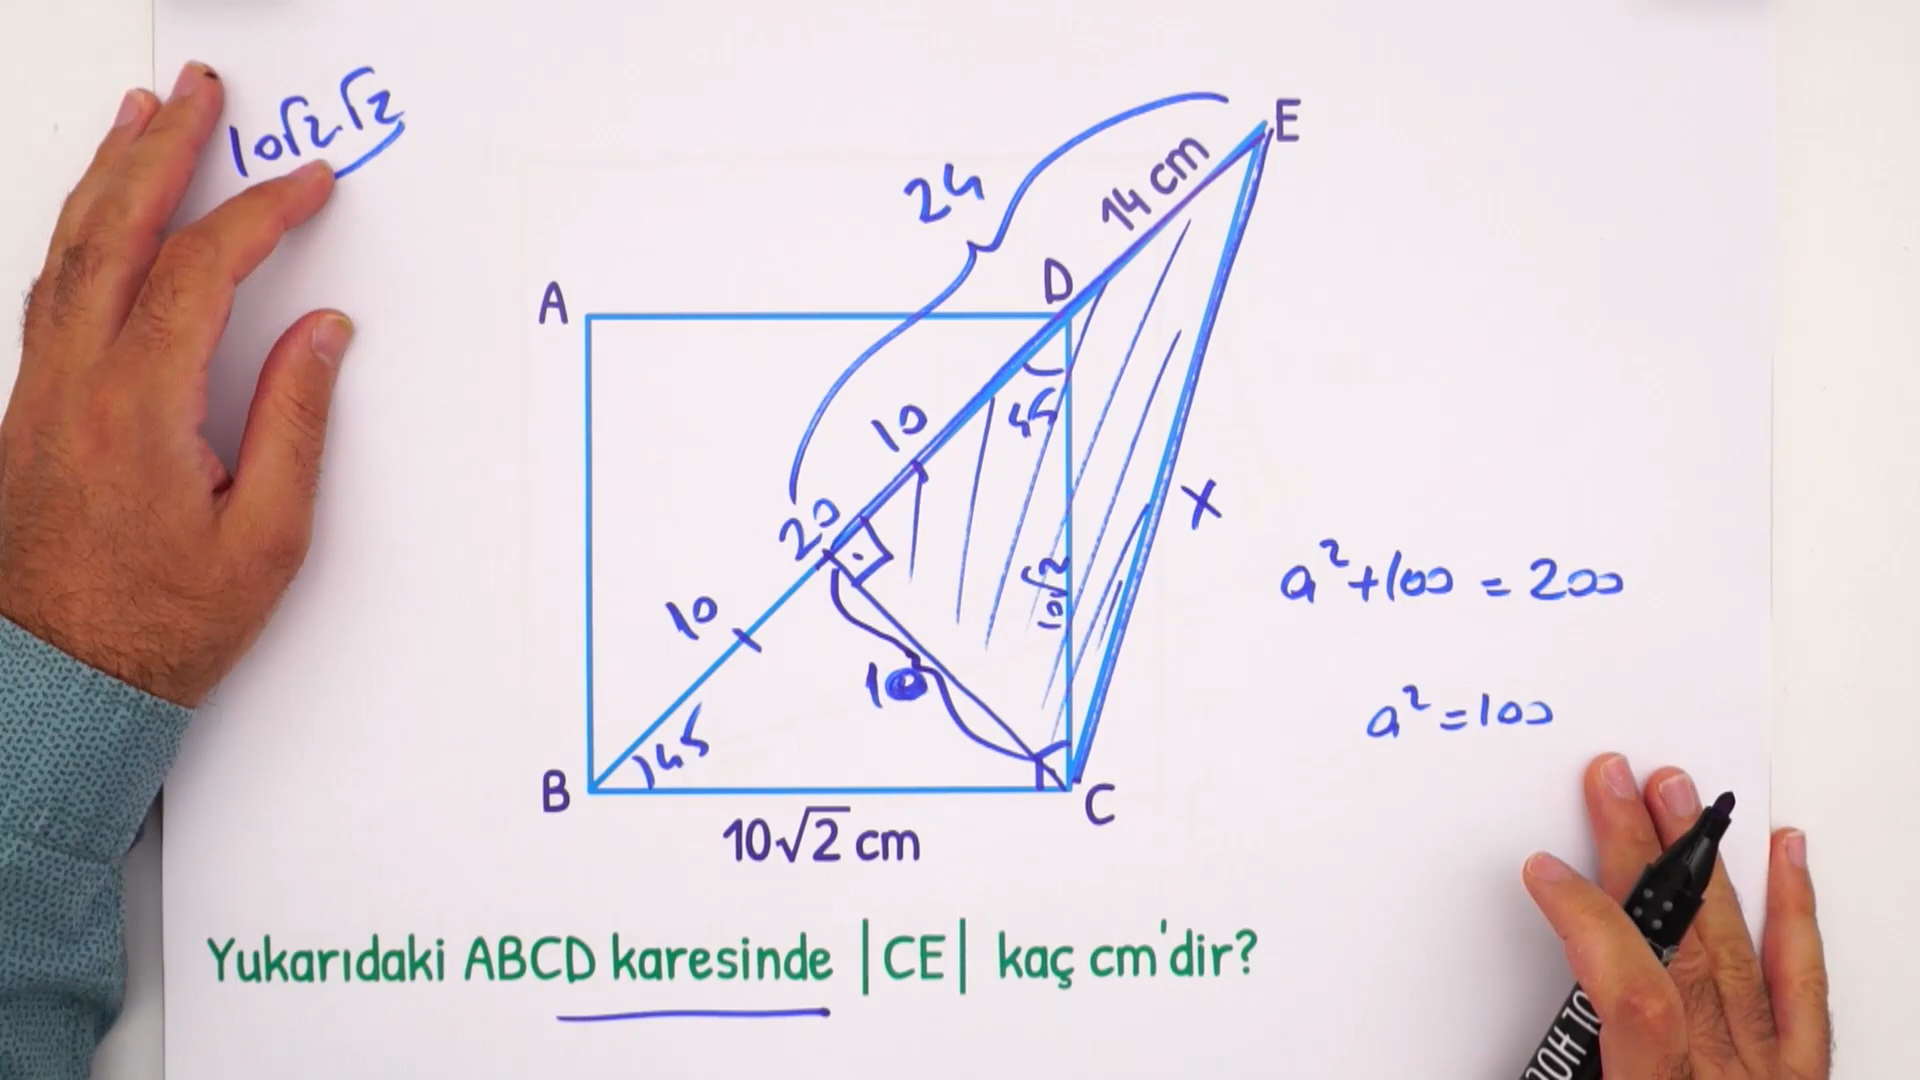 10√2.√2
24
E
14 cm
D
A
10
45
20
X
10√2
a²+100 = 200
10
10
a² = 100
45
B
C
10√2 cm
Yukarıdaki ABCD karesinde |CE| kaç cm'dir?